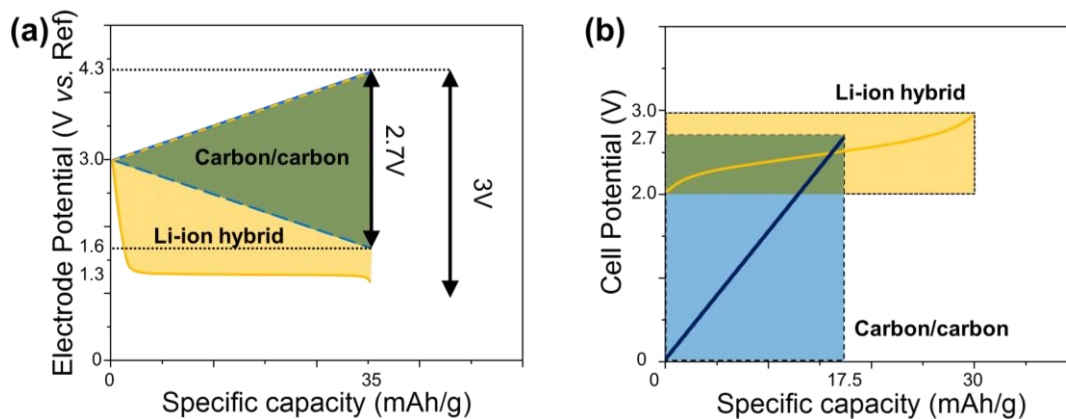 (a)
Electrode Potential (V vs. Ref)
4.3
3.0
1.6
1.3
0
Carbon/carbon
Li-ion hybrid
2.7V
3V
0
35
Specific capacity (mAh/g)
(b)
Cell Potential (V)
3.0
2.7
2.0
0
Li-ion hybrid
Carbon/carbon
0
17.5
30
Specific capacity (mAh/g)